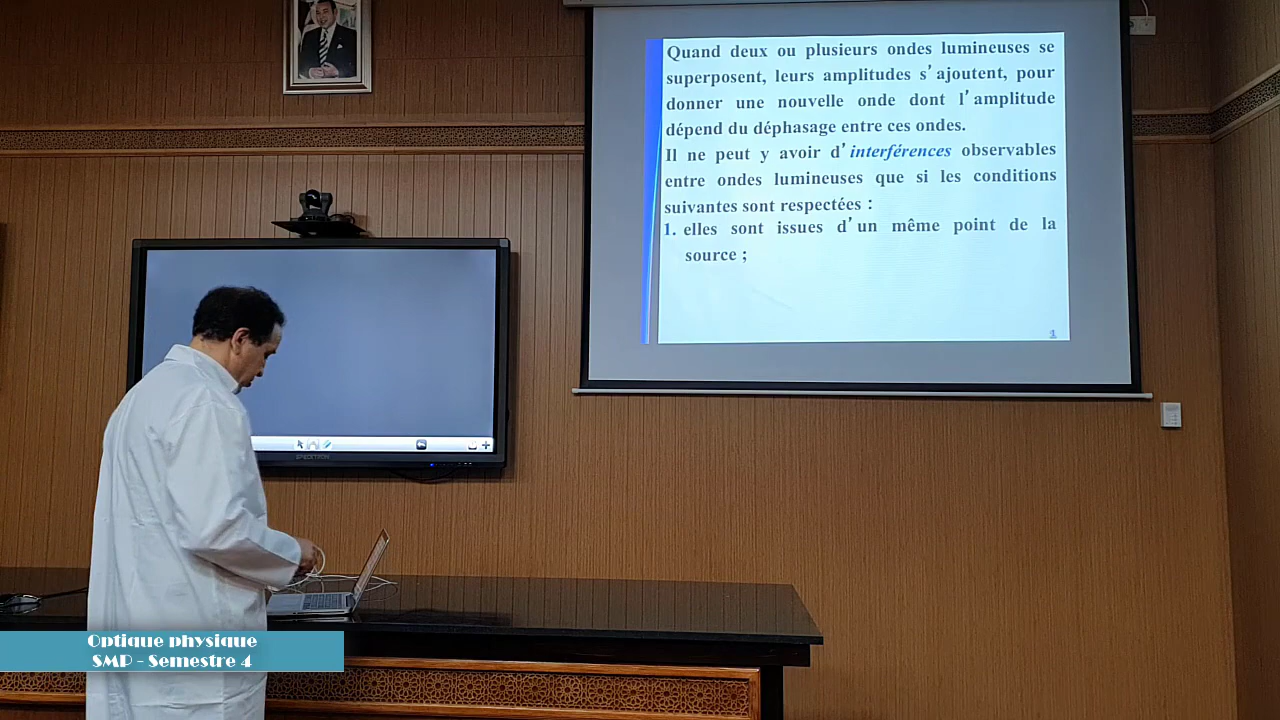 Quand deux ou plusieurs ondes lumineuses se
superposent, leurs amplitudes s'ajoutent, pour
donner une nouvelle onde dont l'amplitude
dépend du déphasage entre ces ondes.
Il ne peut y avoir d'interférences observables
entre ondes lumineuses que si les conditions
suivantes sont respectées :
1. elles sont issues d'un même point de la
source ;
1
Optique physique
SMP - Semestre 4